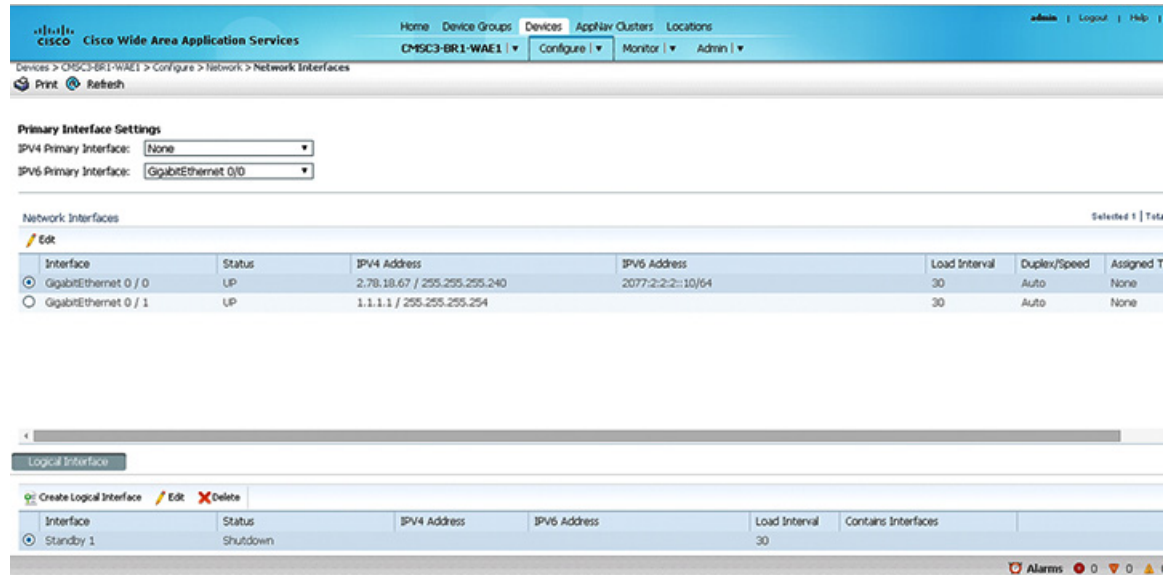 cisco Cisco Wide Area Application Services
Home Device Groups Devices AppNav Clusters Locations
admin | Logout | Help |
CMSC3-BR1-WAE1 | Configure | Monitor | Admin |
Devices > CMSC3-BR1-WAE1 > Configure > Network > Network Interfaces
Print Refresh
Primary Interface Settings
IPV4 Primary Interface: None
IPV6 Primary Interface: GigabitEthernet 0/0
Network Interfaces
Selected 1 |
Edit
Interface Status IPV4 Address IPV6 Address Load Interval Duplex/Speed Assigned T
GigabitEthernet 0 / 0 UP 2.78.18.67 / 255.255.255.240 2077:2:2:2::10/64 30 Auto None
GigabitEthernet 0 / 1 UP 1.1.1.1 / 255.255.255.254 30 Auto None
Logical Interface
Create Logical Interface Edit Delete
Interface Status IPV4 Address IPV6 Address Load Interval Contains Interfaces
Standby 1 Shutdown 30
Alarms 0 0